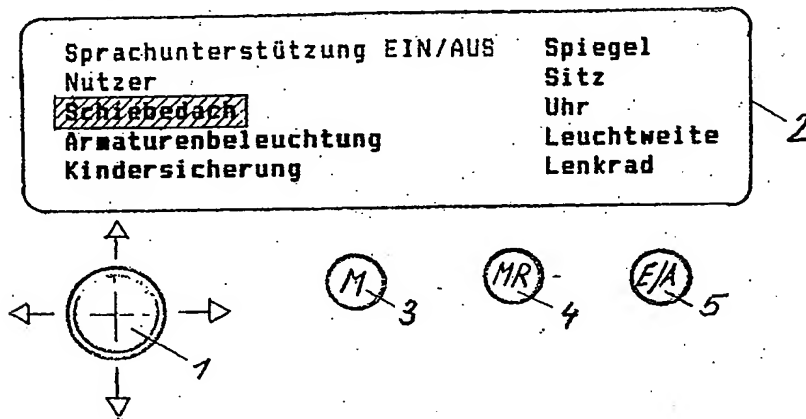 Sprachunterstützung EIN/AUS
Nutzer
Schiebedach
Armaturenbeleuchtung
Kindersicherung
Spiegel
Sitz
Uhr
Leuchtweite
Lenkrad
2
M
3
MR
4
E/A
5
1